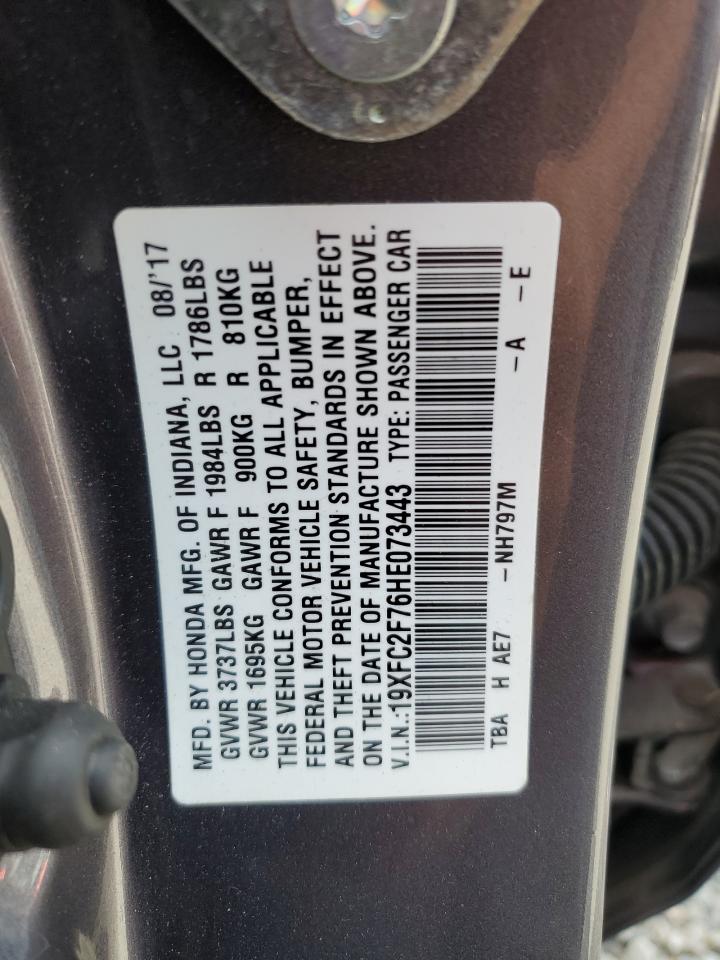 MFD. BY HONDA MFG. OF INDIANA, LLC 08/'17
GVWR 3737LBS GAWR F 1984LBS R 1786LBS
GVWR 1695KG GAWR F 900KG R 810KG
THIS VEHICLE CONFORMS TO ALL APPLICABLE
FEDERAL MOTOR VEHICLE SAFETY, BUMPER,
AND THEFT PREVENTION STANDARDS IN EFFECT
ON THE DATE OF MANUFACTURE SHOWN ABOVE.
V.I.N.:19XFC2F76HE073443 TYPE: PASSENGER CAR
TBA H AE7 -NH797M -A -E